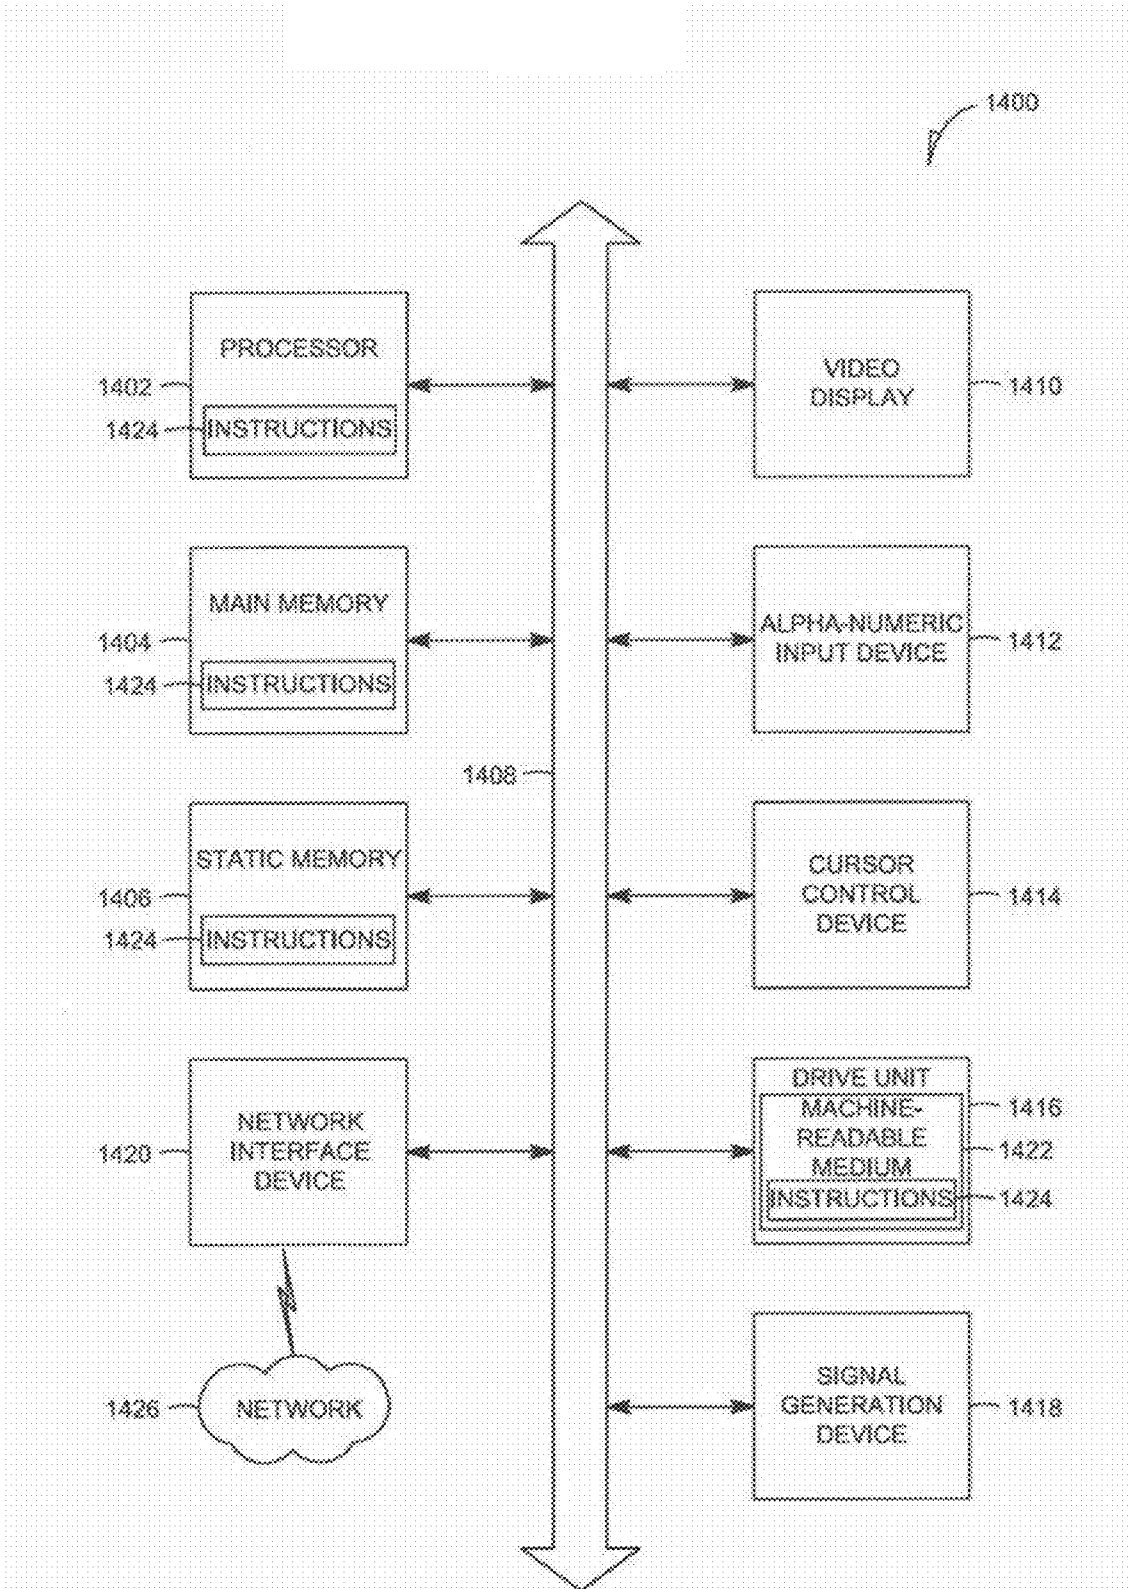 1400
PROCESSOR
1402
1424
INSTRUCTIONS
VIDEO
DISPLAY
1410
MAIN MEMORY
1404
1424
INSTRUCTIONS
ALPHA-NUMERIC
INPUT DEVICE
1412
1408
STATIC MEMORY
1406
1424
INSTRUCTIONS
CURSOR
CONTROL
DEVICE
1414
NETWORK
INTERFACE
DEVICE
1420
DRIVE UNIT
1416
MACHINE-
READABLE
MEDIUM
1422
INSTRUCTIONS
1424
NETWORK
1426
SIGNAL
GENERATION
DEVICE
1418